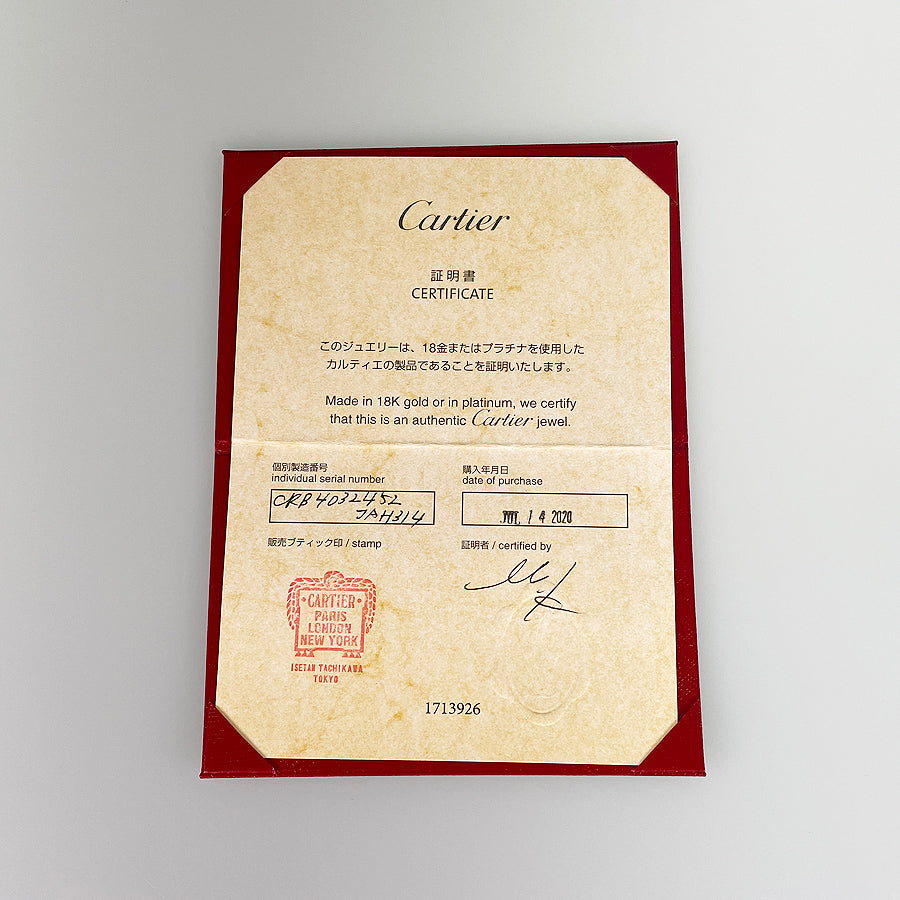 Cartier
証明書
CERTIFICATE
このジュエリーは、18金またはプラチナを使用した
カルティエの製品であることを証明いたします。
Made in 18K gold or in platinum, we certify
that this is an authentic Cartier jewel.
個別製造番号
individual serial number
CRB4032452
JAH314
購入年月日
date of purchase
14 2020
販売ブティック印 / stamp
証明者 / certified by
CARTIER
PARIS
LONDON
NEW YORK
ISETAN TACHIKAWA
TOKYO
1713926